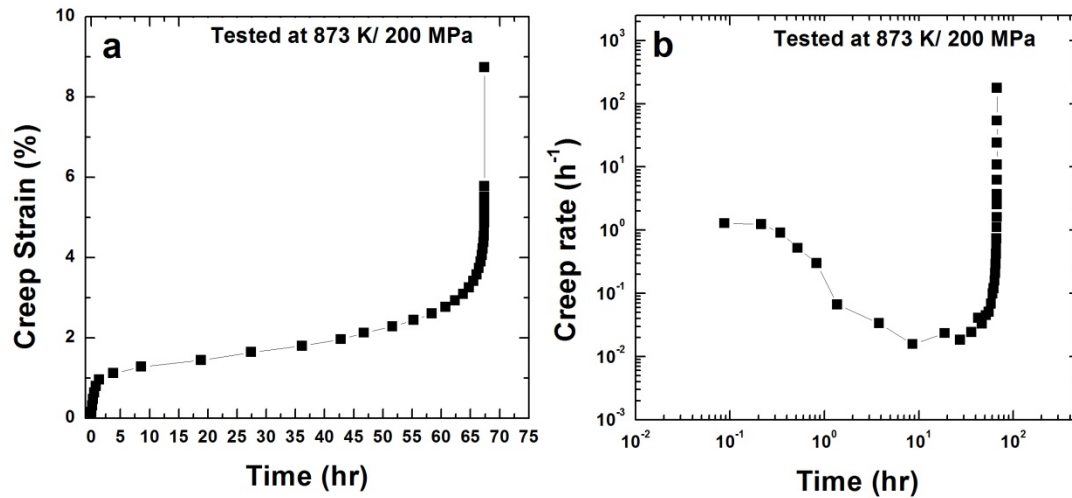 a
Tested at 873 K/ 200 MPa
10
8
6
4
2
0
Creep Strain (%)
0 5 10 15 20 25 30 35 40 45 50 55 60 65 70 75
Time (hr)
b
Tested at 873 K/ 200 MPa
10³
10²
10¹
10⁰
10⁻¹
10⁻²
10⁻³
Creep rate (h⁻¹)
10⁻² 10⁻¹ 10⁰ 10¹ 10²
Time (hr)